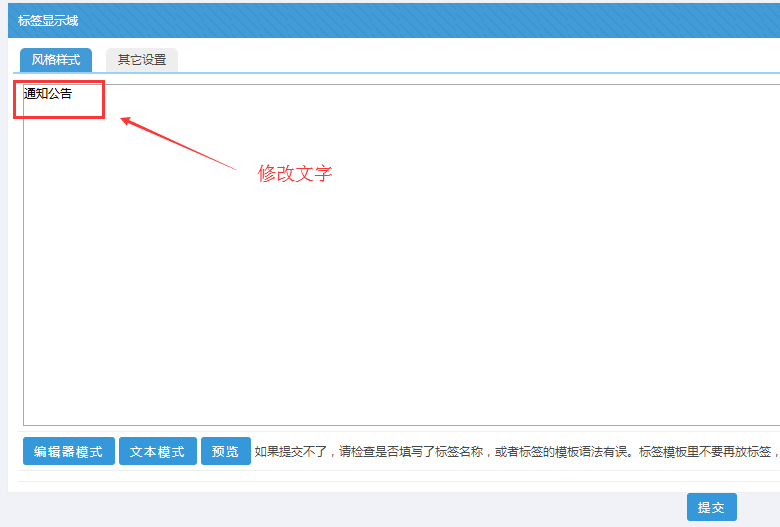 标签显示域
风格样式 其它设置
通知公告
修改文字
编辑器模式 文本模式 预览 如果提交不了，请检查是否填写了标签名称，或者标签的模板语法有误。标签模板里不要再放标签，
提交